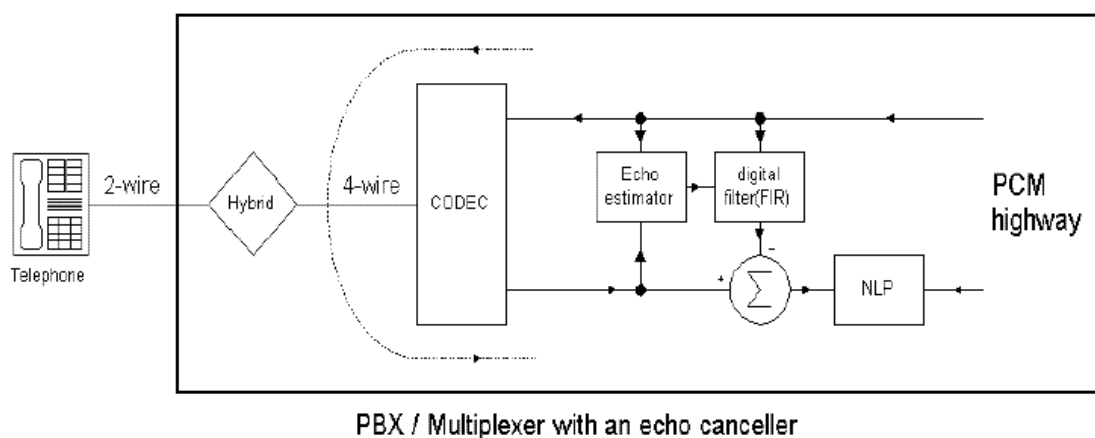 2-wire
Telephone
Hybrid
4-wire
CODEC
Echo
estimator
digital
filter(FIR)
PCM
highway
-
+
Σ
NLP
PBX / Multiplexer with an echo canceller